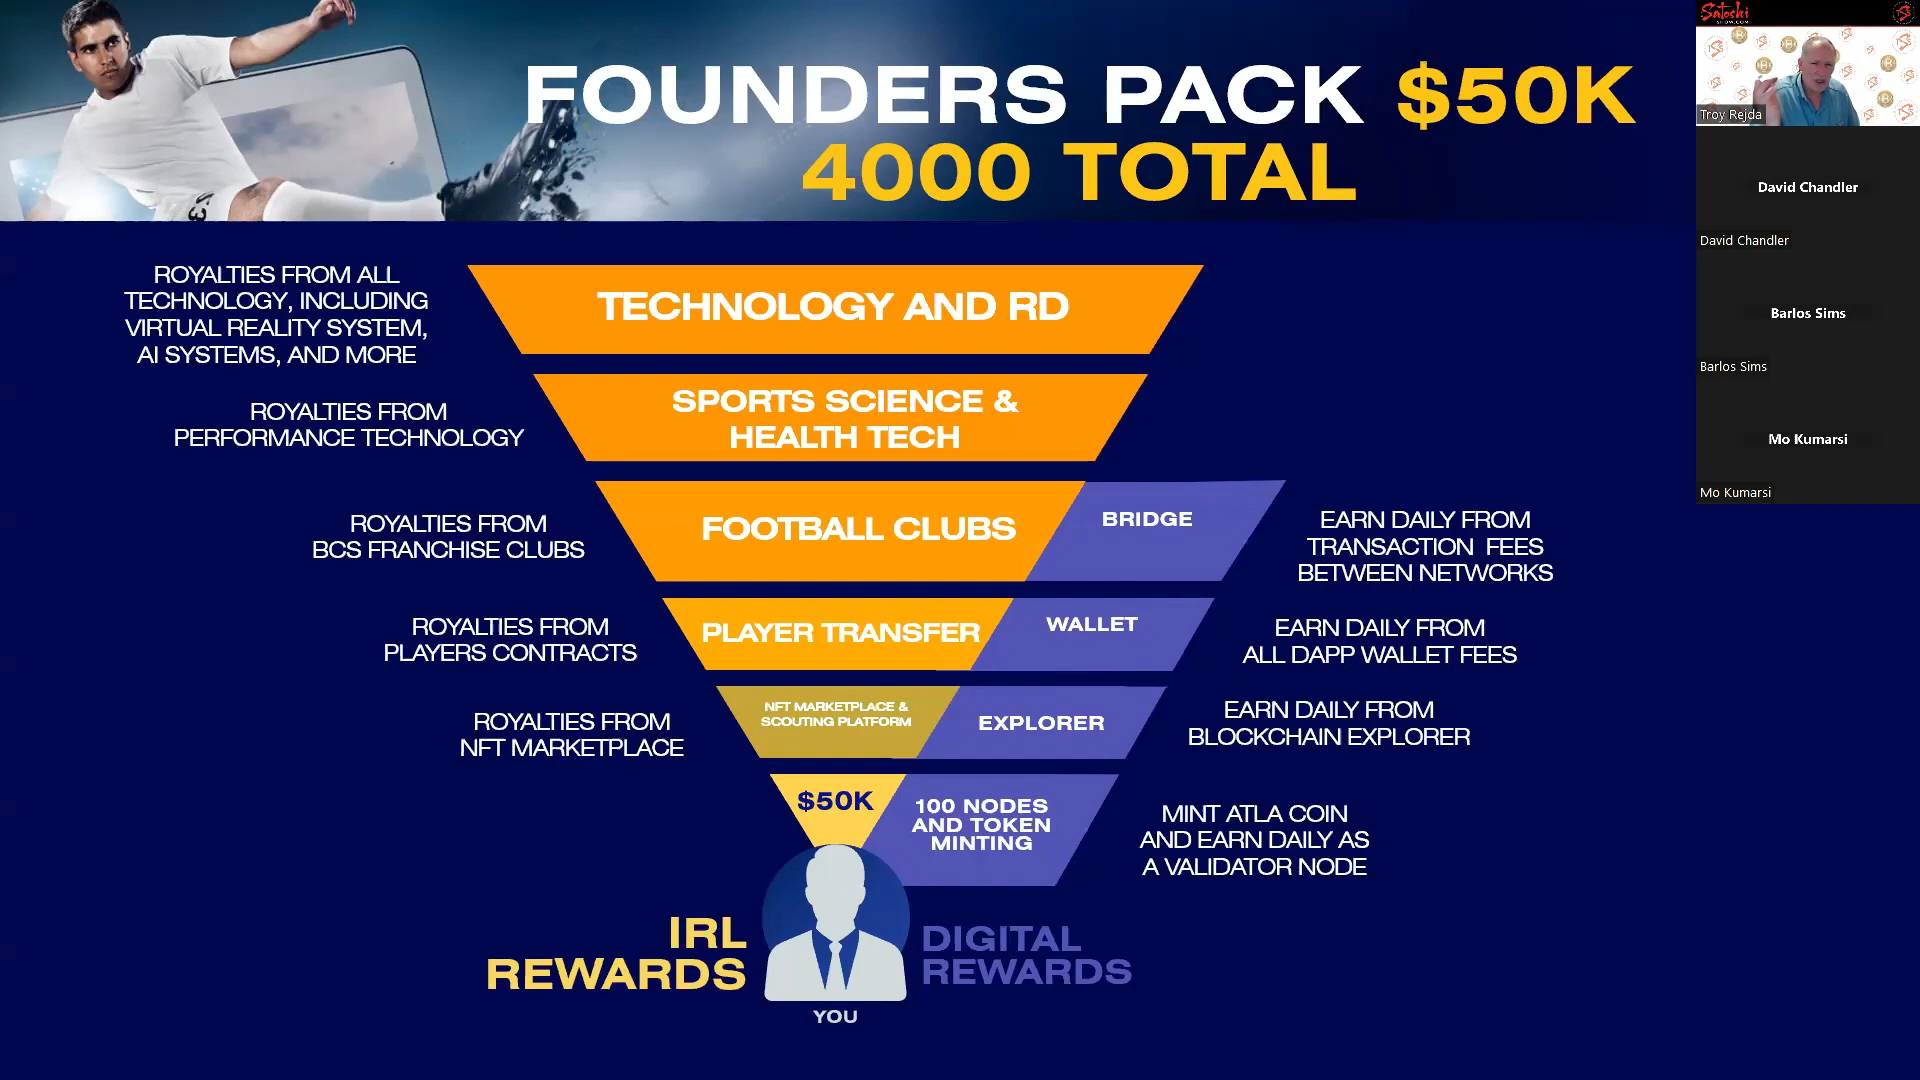 FOUNDERS PACK $50K
4000 TOTAL
ROYALTIES FROM ALL
TECHNOLOGY, INCLUDING
VIRTUAL REALITY SYSTEM,
AI SYSTEMS, AND MORE
TECHNOLOGY AND RD
ROYALTIES FROM
PERFORMANCE TECHNOLOGY
SPORTS SCIENCE &
HEALTH TECH
ROYALTIES FROM
BCS FRANCHISE CLUBS
FOOTBALL CLUBS
BRIDGE
EARN DAILY FROM
TRANSACTION FEES
BETWEEN NETWORKS
ROYALTIES FROM
PLAYERS CONTRACTS
PLAYER TRANSFER
WALLET
EARN DAILY FROM
ALL DAPP WALLET FEES
ROYALTIES FROM
NFT MARKETPLACE
NFT MARKETPLACE &
SCOUTING PLATFORM
EXPLORER
EARN DAILY FROM
BLOCKCHAIN EXPLORER
$50K
100 NODES
AND TOKEN
MINTING
MINT ATLA COIN
AND EARN DAILY AS
A VALIDATOR NODE
IRL
REWARDS
DIGITAL
REWARDS
YOU
Satoshi
SHOW.COM
Troy Rejda
David Chandler
David Chandler
Barlos Sims
Barlos Sims
Mo Kumarsi
Mo Kumarsi